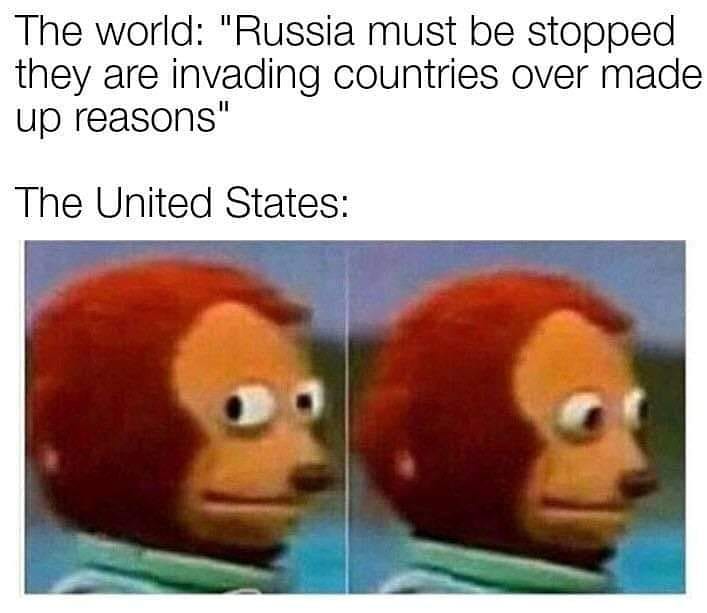 The world: "Russia must be stopped
they are invading countries over made
up reasons"
The United States: